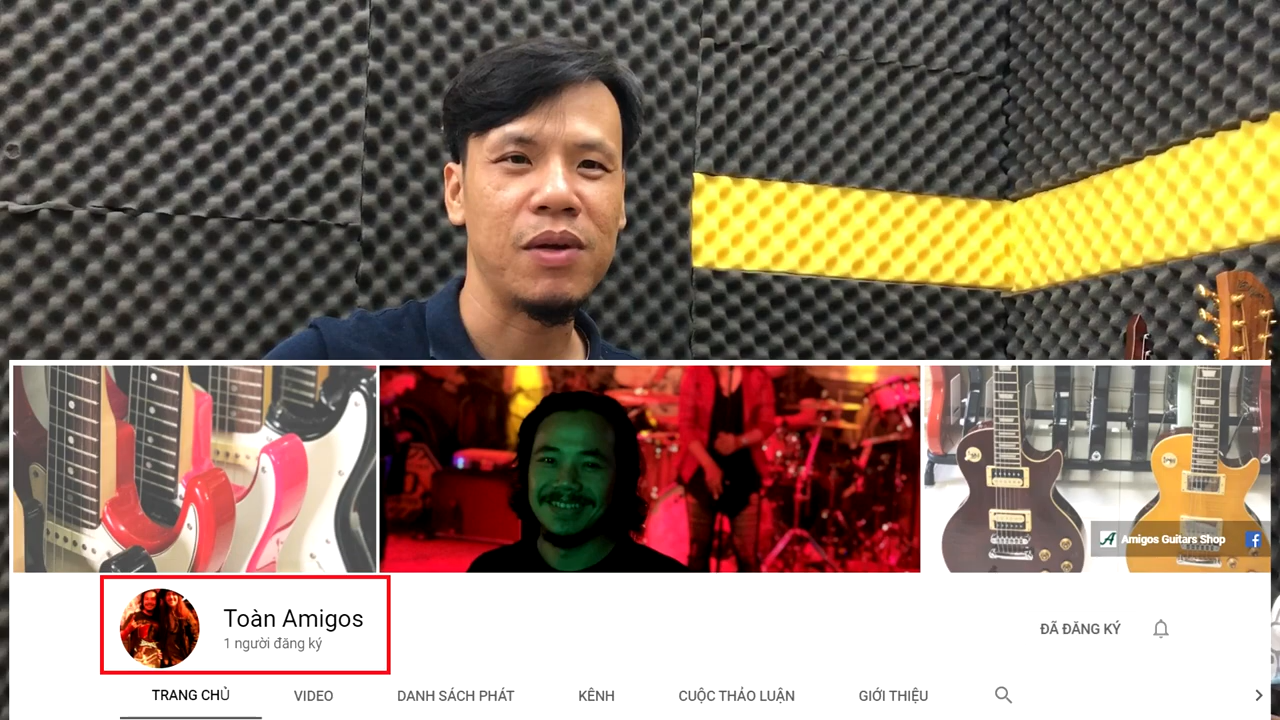 Amigos Guitars Shop
Toàn Amigos
1 người đăng ký
ĐÃ ĐĂNG KÝ
TRANG CHỦ
VIDEO
DANH SÁCH PHÁT
KÊNH
CUỘC THẢO LUẬN
GIỚI THIỆU